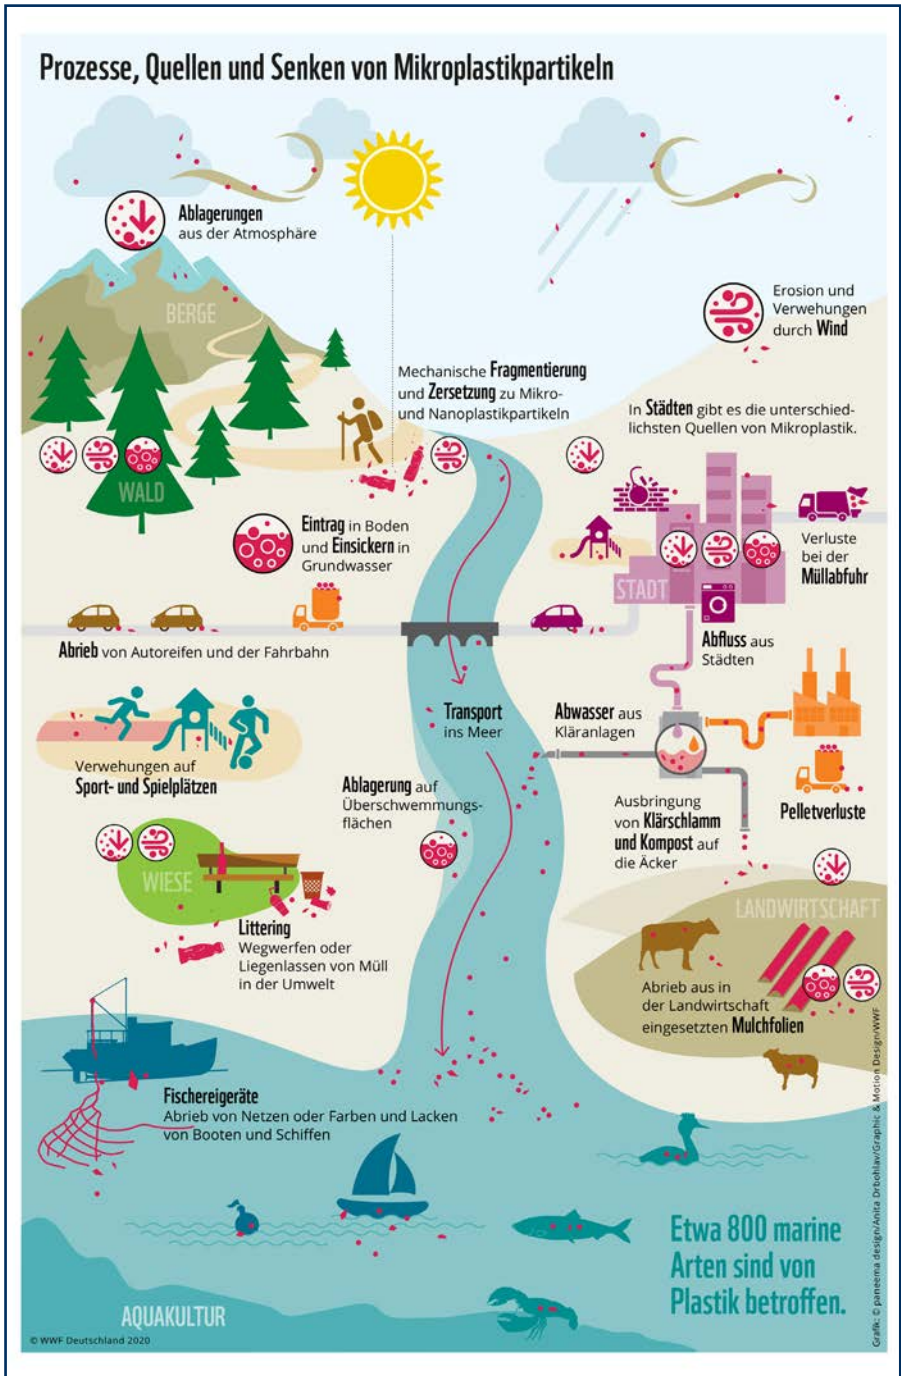 Prozesse, Quellen und Senken von Mikroplastikpartikeln
Ablagerungen
aus der Atmosphäre
BERGE
Erosion und
Verwehungen
durch Wind
Mechanische Fragmentierung
und Zersetzung zu Mikro-
und Nanoplastikpartikeln
In Städten gibt es die unterschied-
lichsten Quellen von Mikroplastik.
WALD
Eintrag in Boden
und Einsickern in
Grundwasser
Verluste
bei der
Müllabfuhr
STADT
Abrieb von Autoreifen und der Fahrbahn
Abfluss aus
Städten
Transport
ins Meer
Abwasser aus
Kläranlagen
Verwehungen auf
Sport- und Spielplätzen
Ablagerung auf
Überschwemmungs-
flächen
Ausbringung
von Klärschlamm
und Kompost auf
die Äcker
Pelletverluste
WIESE
LANDWIRTSCHAFT
Littering
Wegwerfen oder
Liegenlassen von Müll
in der Umwelt
Abrieb aus in
der Landwirtschaft
eingesetzten Mulchfolien
Fischereigeräte
Abrieb von Netzen oder Farben und Lacken
von Booten und Schiffen
Etwa 800 marine
Arten sind von
Plastik betroffen.
AQUAKULTUR
© WWF Deutschland 2020
Grafik: © paneema design/Anita Drbohlav/Graphic & Motion Design/WWF